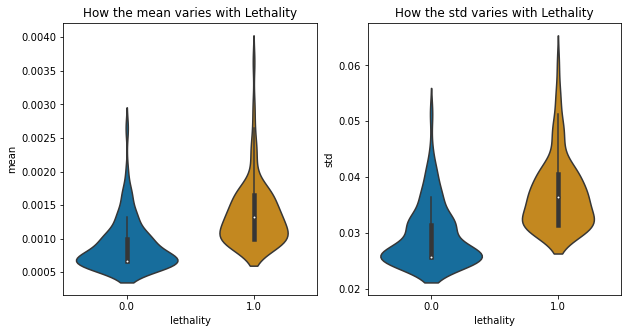 How the mean varies with Lethality
0.0040
0.0035
0.0030
0.0025
0.0020
0.0015
0.0010
0.0005
mean
0.0
1.0
lethality
How the std varies with Lethality
0.06
0.05
0.04
0.03
0.02
std
0.0
1.0
lethality